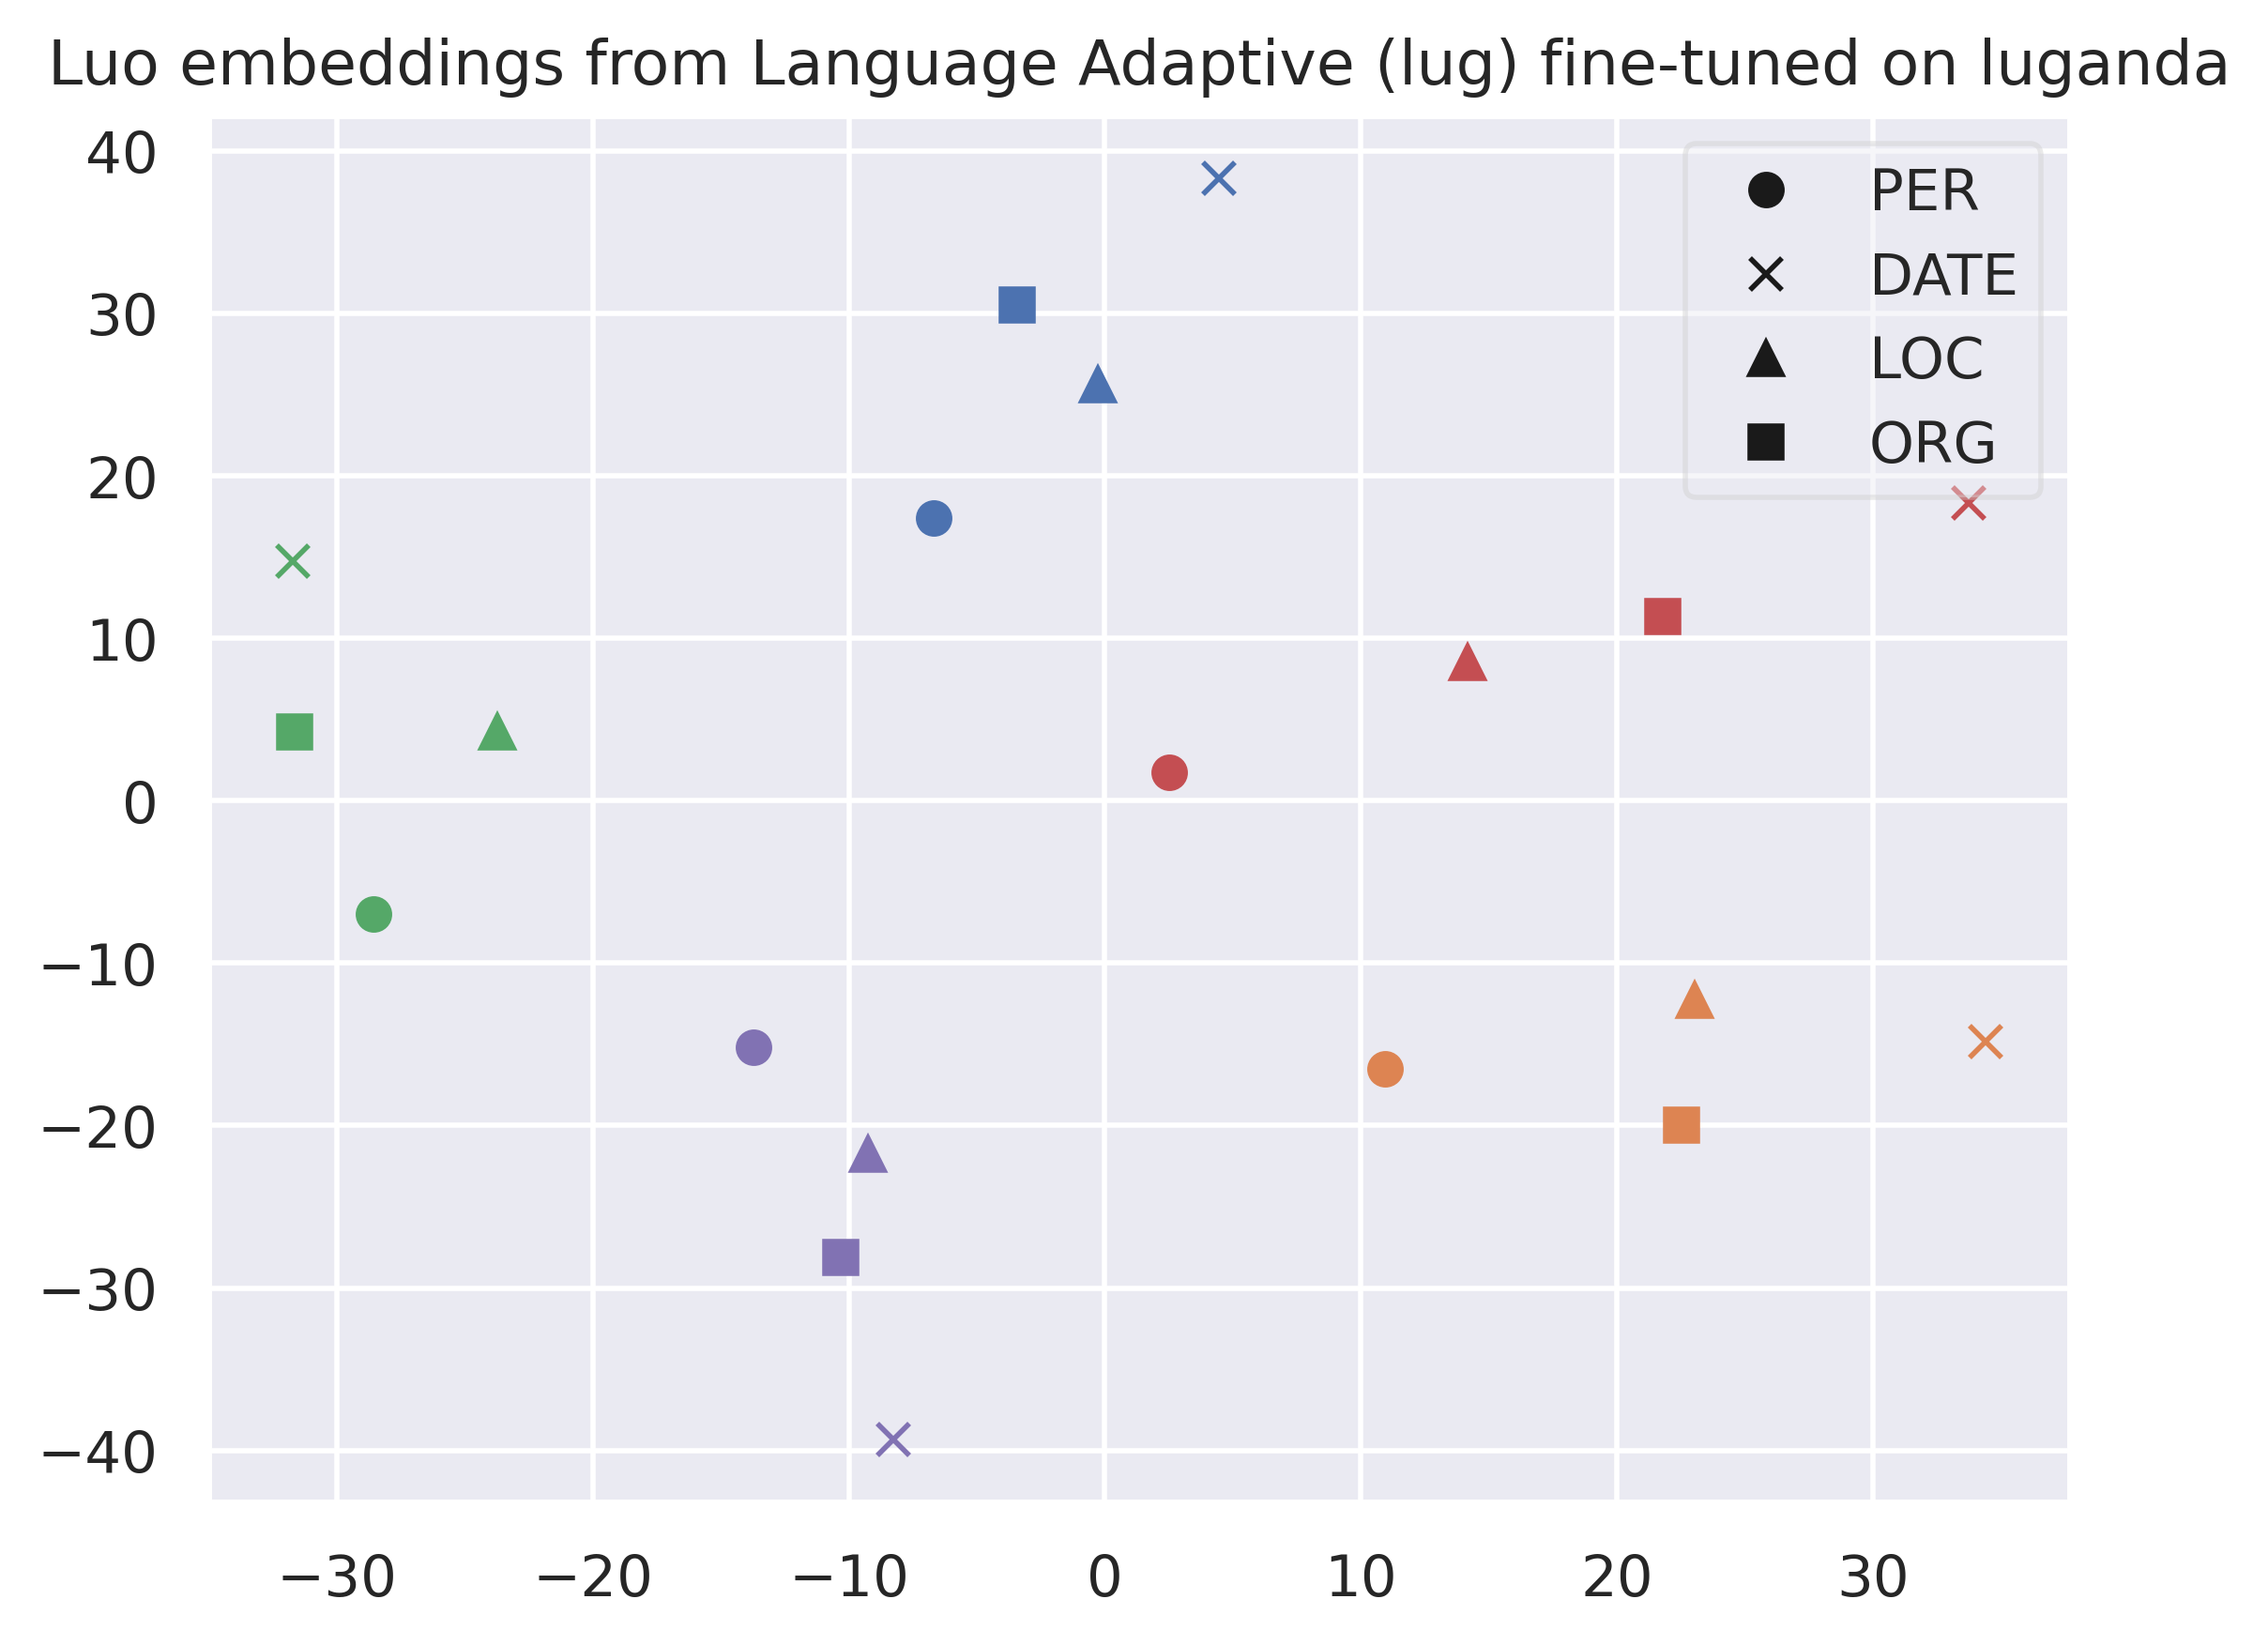 Luo embeddings from Language Adaptive (lug) fine-tuned on luganda
40
30
20
10
0
−10
−20
−30
−40
PER
DATE
LOC
ORG
−30 −20 −10 0 10 20 30